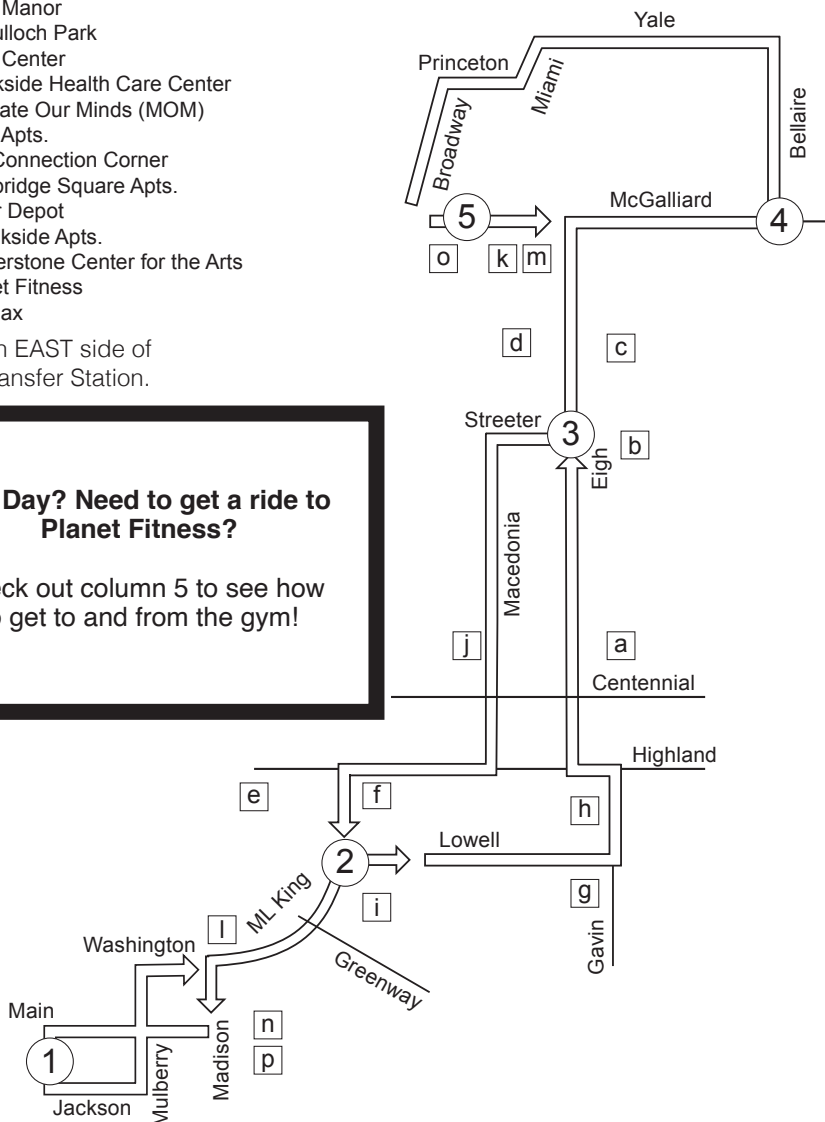 Manor
ulloch Park
Center
kside Health Care Center
ate Our Minds (MOM)
Apts.
Connection Corner
bridge Square Apts.
r Depot
kside Apts.
erstone Center for the Arts
et Fitness
ax
n EAST side of
ansfer Station.
Day? Need to get a ride to
Planet Fitness?
eck out column 5 to see how
o get to and from the gym!
Yale
Princeton
Miami
Broadway
Bellaire
McGalliard
5
4
o
k
m
d
c
Streeter
3
Eigh
b
Macedonia
j
a
Centennial
Highland
e
f
h
Lowell
2
ML King
i
g
Gavin
l
Washington
Greenway
Main
n
1
Mulberry
Madison
p
Jackson